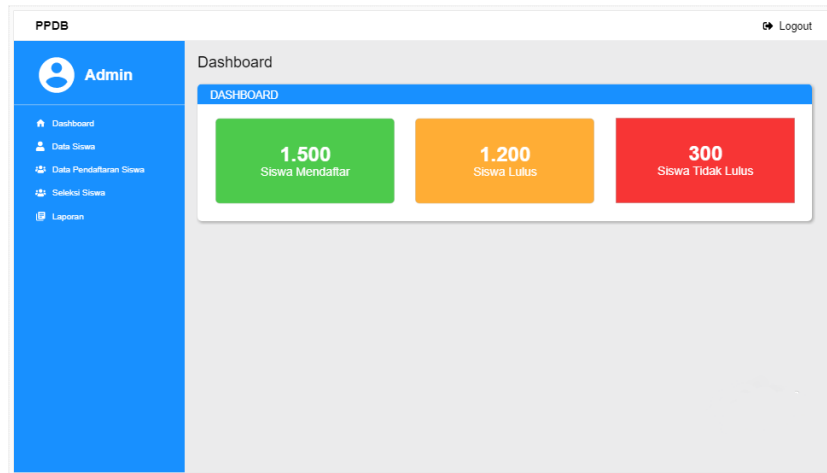 PPDB
Logout
Admin
Dashboard
Data Siswa
Data Pendaftaran Siswa
Seleksi Siswa
Laporan
Dashboard
DASHBOARD
1.500
Siswa Mendaftar
1.200
Siswa Lulus
300
Siswa Tidak Lulus